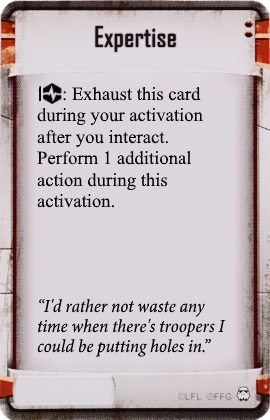 Expertise
: Exhaust this card
during your activation
after you interact.
Perform 1 additional
action during this
activation.
“I'd rather not waste any
time when there's troopers I
could be putting holes in.”
©LFL ©FFG